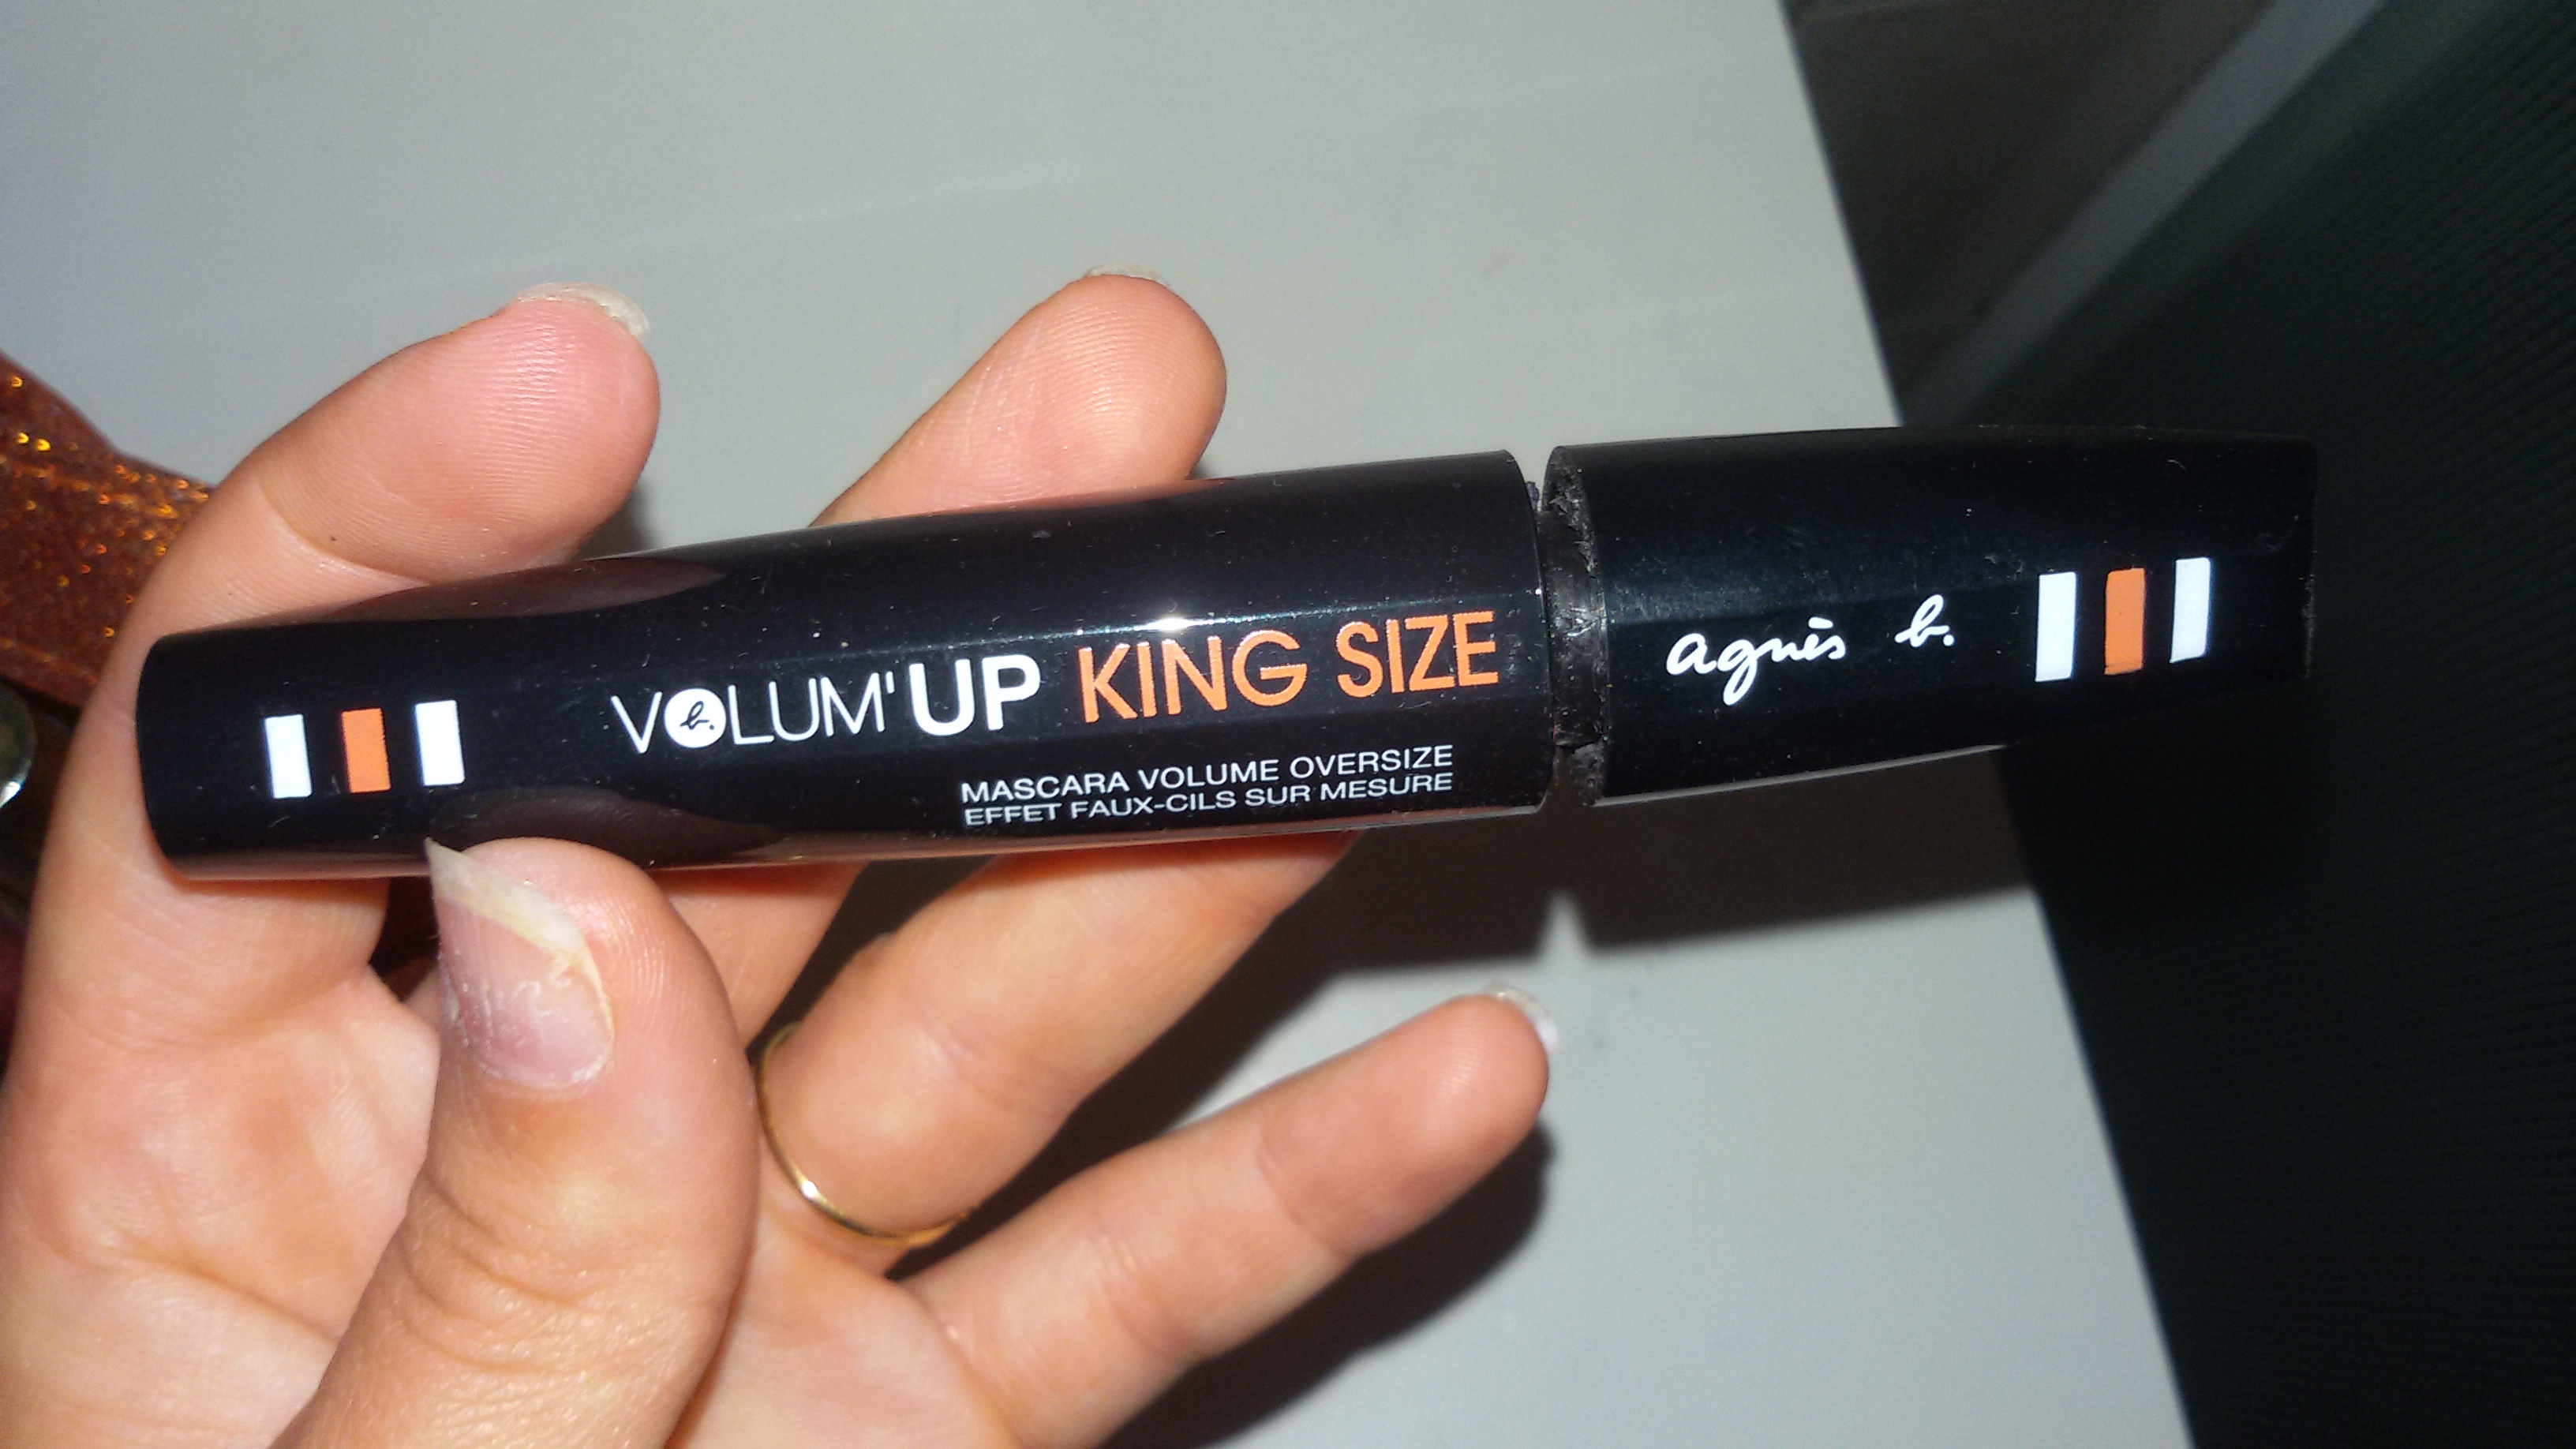 VOLUM'UP KING SIZE
b.
MASCARA VOLUME OVERSIZE
EFFET FAUX-CILS SUR MESURE
agnès b.